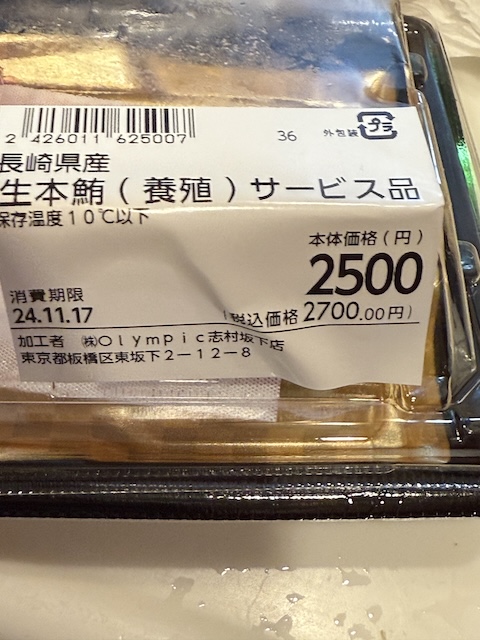 2 426011 625007
36
外包装 プラ
長崎県産
生本鮪(養殖)サービス品
保存温度10℃以下
本体価格(円)
2500
消費期限
24.11.17
(税込価格2700.00円)
加工者 ㈱Olympic志村坂下店
東京都板橋区東坂下2-12-8